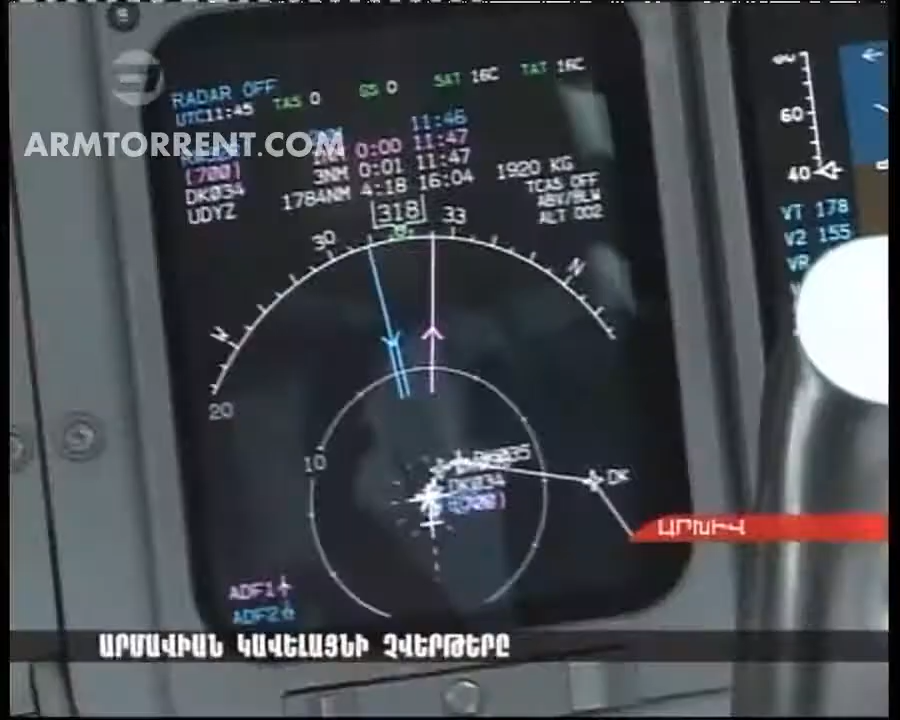 RADAR OFF
UTC11:45 TAS 0 GS 0 SAT 16C TAT 16C
ARMTORRENT.COM
11:46
(700) 0:00 11:47
DK034 3NM 0:01 11:47
UDYZ 1784NM 4:18 16:04 1920 KG
TCAS OFF
ABV/BLW
ALT 002
318
30 33
N
W
20
10
DK035
DK034
(700)
DK
ADF1
ADF2
60
40
VT 178
V2 155
VR
ԱՐԽԻՎ
ԱՐՄԱՎԻԱՆ ԿԱՎԵԼԱՑՆԻ ՉՎԵՐԹԵՐԸ